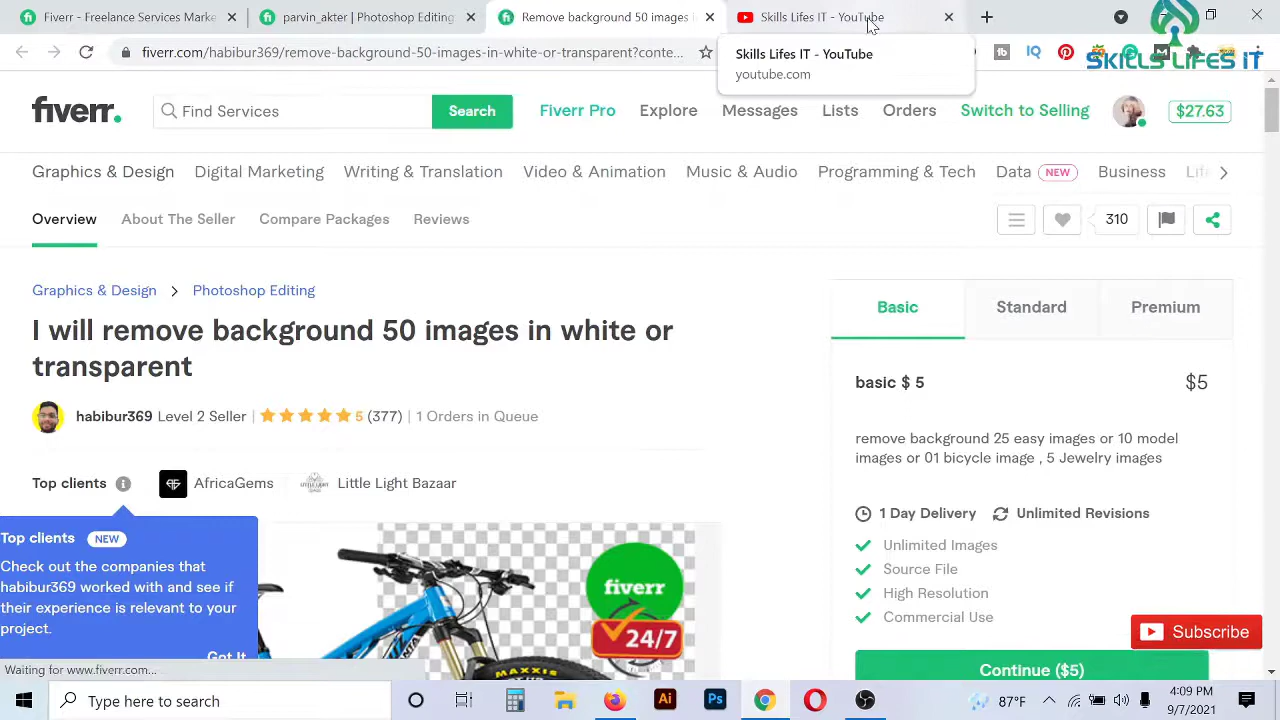 Marketing
parvin_akter | Photoshop Editing
Remove background 50 images in
Skills Lifes IT - YouTube
fiverr.com/habibur369/remove-background-50-images-in-white-or-transparent?conte...
Skills Lifes IT - YouTube
youtube.com
SKILLS LIFES IT
fiverr.
Find Services
Search
Fiverr Pro
Explore
Messages
Lists
Orders
Switch to Selling
$27.63
Graphics & Design
Digital Marketing
Writing & Translation
Video & Animation
Music & Audio
Programming & Tech
Data NEW
Business
Overview
About The Seller
Compare Packages
Reviews
310
Graphics & Design
Photoshop Editing
I will remove background 50 images in white or
transparent
habibur369 Level 2 Seller | 5 (377) | 1 Orders in Queue
Top clients
AfricaGems
Little Light Bazaar
Top clients NEW
Check out the companies that
habibur369 worked with and see if
their experience is relevant to your
project.
Got It
fiverr
24/7
MAXXIS
Basic
Standard
Premium
basic $ 5
$5
remove background 25 easy images or 10 model
images or 01 bicycle image , 5 Jewelry images
1 Day Delivery
Unlimited Revisions
Unlimited Images
Source File
High Resolution
Commercial Use
Subscribe
Continue ($5)
Waiting for www.fiverr.com...
Type here to search
Ai
Ps
87°F
4:09 PM
9/7/2021